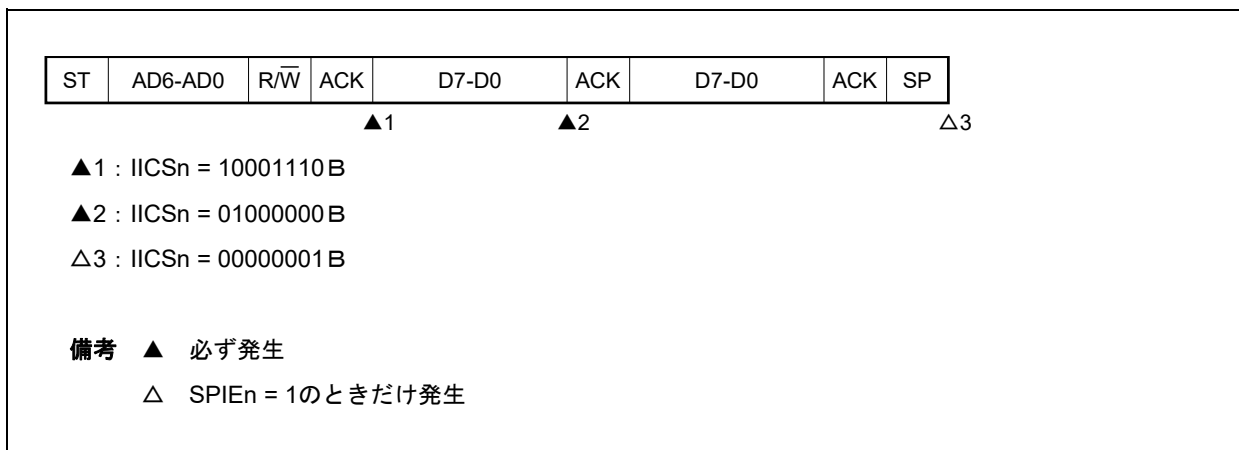 ST AD6-AD0 R/W̅ ACK D7-D0 ACK D7-D0 ACK SP
▲1 ▲2 △3
▲1：IICSn = 10001110B
▲2：IICSn = 01000000B
△3：IICSn = 00000001B
備考 ▲ 必ず発生
△ SPIEn = 1のときだけ発生